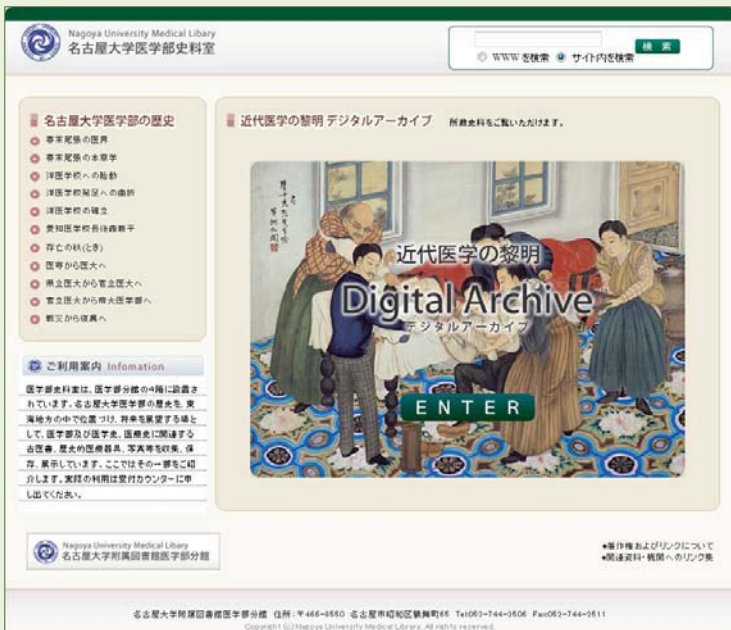 Nagoya University Medical Libary
名古屋大学医学部史料室
検 索
WWW を検索 サイト内を検索
名古屋大学医学部の歴史
幕末尾張の医界
幕末尾張の本草学
洋医学校への胎動
洋医学校発足への曲折
洋医学校の確立
愛知医学校長後藤新平
存亡の秋(とき)
医専から医大へ
県立医大から官立医大へ
官立医大から帝大医学部へ
戦災から復興へ
近代医学の黎明 デジタルアーカイブ 所蔵史料をご覧いただけます。
近代医学の黎明
Digital Archive
デジタルアーカイブ
ENTER
ご利用案内 Infomation
医学部史料室は、医学部分館の4階に設置さ
れています。名古屋大学医学部の歴史を、東
海地方の中で位置づけ、将来を展望する場と
して、医学部及び医学史、医療史に関連する
古医書、歴史的医療器具、写真等を収集、保
存、展示しています。ここではその一部をご紹
介します。実際の利用は受付カウンターに申
し出てください。
Nagoya University Medical Libary
名古屋大学附属図書館医学部分館
●著作権およびリンクについて
●関連資料・機関へのリンク集
名古屋大学附属図書館医学部分館 住所:〒466-8550 名古屋市昭和区鶴舞町65 Tel052-744-2506 Fax052-744-2511
Copyright (c) Nagoya University Medical Library. All rights reserved.